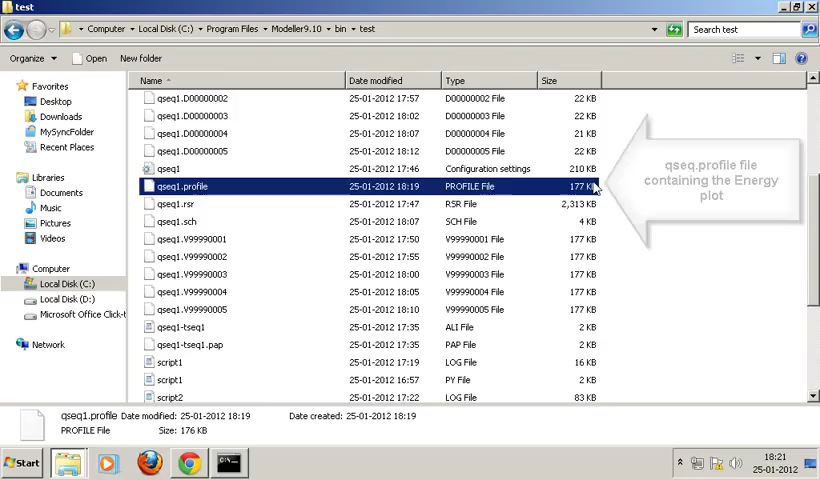 test
Computer Local Disk (C:) Program Files Modeller9.10 bin test
Search test
Organize Open New folder
Name Date modified Type Size
qseq1.D00000002 25-01-2012 17:57 D00000002 File 22 KB
qseq1.D00000003 25-01-2012 18:02 D00000003 File 22 KB
qseq1.D00000004 25-01-2012 18:07 D00000004 File 21 KB
qseq1.D00000005 25-01-2012 18:12 D00000005 File 22 KB
qseq1 25-01-2012 17:46 Configuration settings 210 KB
qseq1.profile 25-01-2012 18:19 PROFILE File 177 KB
qseq1.rsr 25-01-2012 17:47 RSR File 2,313 KB
qseq1.sch 25-01-2012 18:07 SCH File 4 KB
qseq1.V99990001 25-01-2012 17:50 V99990001 File 177 KB
qseq1.V99990002 25-01-2012 17:55 V99990002 File 177 KB
qseq1.V99990003 25-01-2012 18:00 V99990003 File 177 KB
qseq1.V99990004 25-01-2012 18:05 V99990004 File 177 KB
qseq1.V99990005 25-01-2012 18:10 V99990005 File 177 KB
qseq1-tseq1 25-01-2012 17:35 ALI File 2 KB
qseq1-tseq1.pap 25-01-2012 17:35 PAP File 2 KB
script1 25-01-2012 17:19 LOG File 16 KB
script1 25-01-2012 16:57 PY File 2 KB
script2 25-01-2012 17:22 LOG File 83 KB
Favorites
Desktop
Downloads
MySyncFolder
Recent Places
Libraries
Documents
Music
Pictures
Videos
Computer
Local Disk (C:)
Local Disk (D:)
Microsoft Office Click-t
Network
qseq.profile file
containing the Energy
plot
qseq1.profile Date modified: 25-01-2012 18:19 Date created: 25-01-2012 18:19
PROFILE File Size: 176 KB
Start
C:\
18:21
25-01-2012